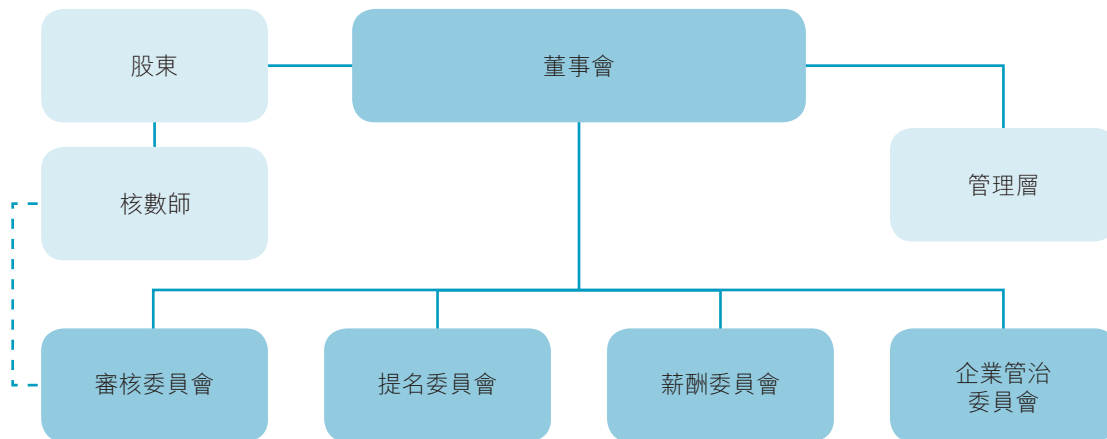 股東
董事會
核數師
管理層
審核委員會
提名委員會
薪酬委員會
企業管治
委員會